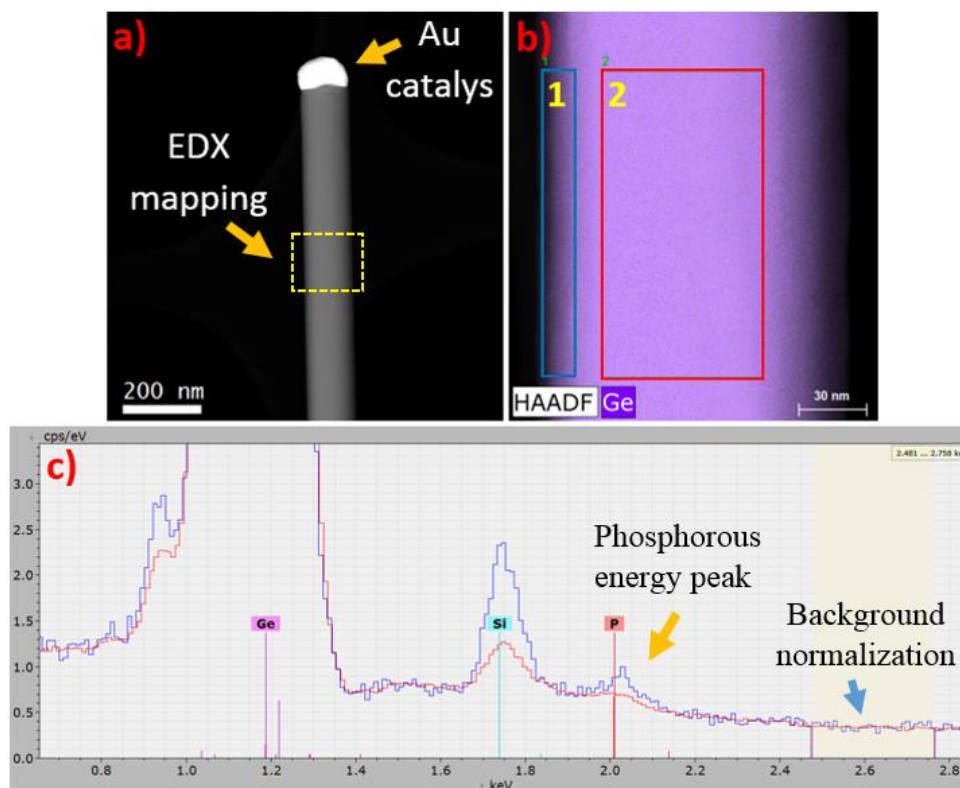 a)
Au
catalys
EDX
mapping
200 nm
b)
1
1
2
2
HAADF Ge
30 nm
cps/eV
c)
2.481 ... 2.758 k
3.0
2.5
2.0
1.5
1.0
0.5
0.0
Phosphorous
energy peak
Background
normalization
Ge
Si
P
0.8 1.0 1.2 1.4 1.6 1.8 2.0 2.2 2.4 2.6 2.8
keV